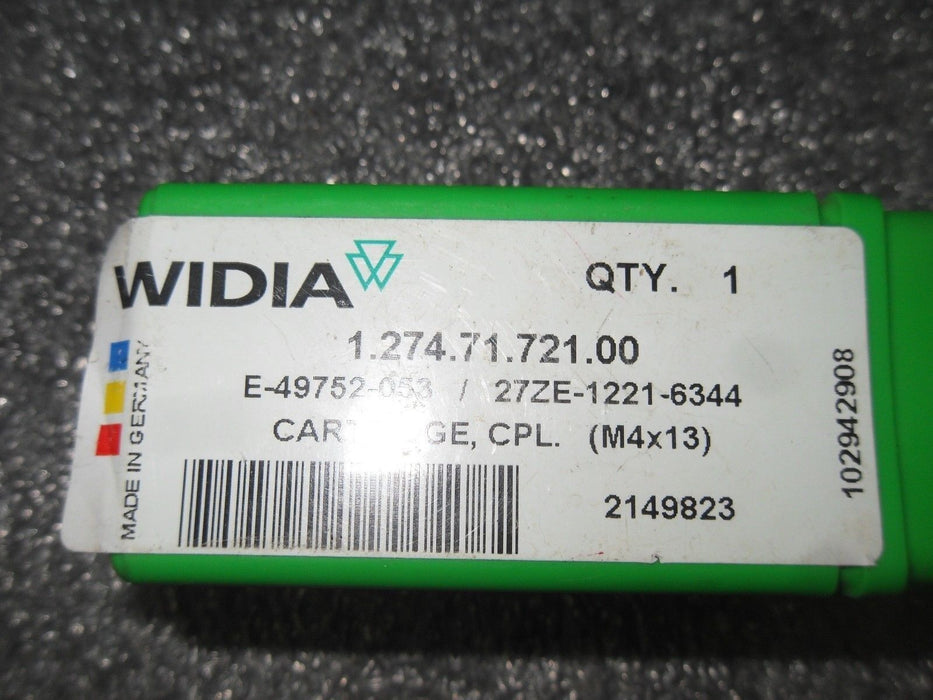 WIDIA
QTY. 1
1.274.71.721.00
E-49752-053 / 27ZE-1221-6344
CPL. (M4x13)
2149823
MADE IN GERMANY
102942908